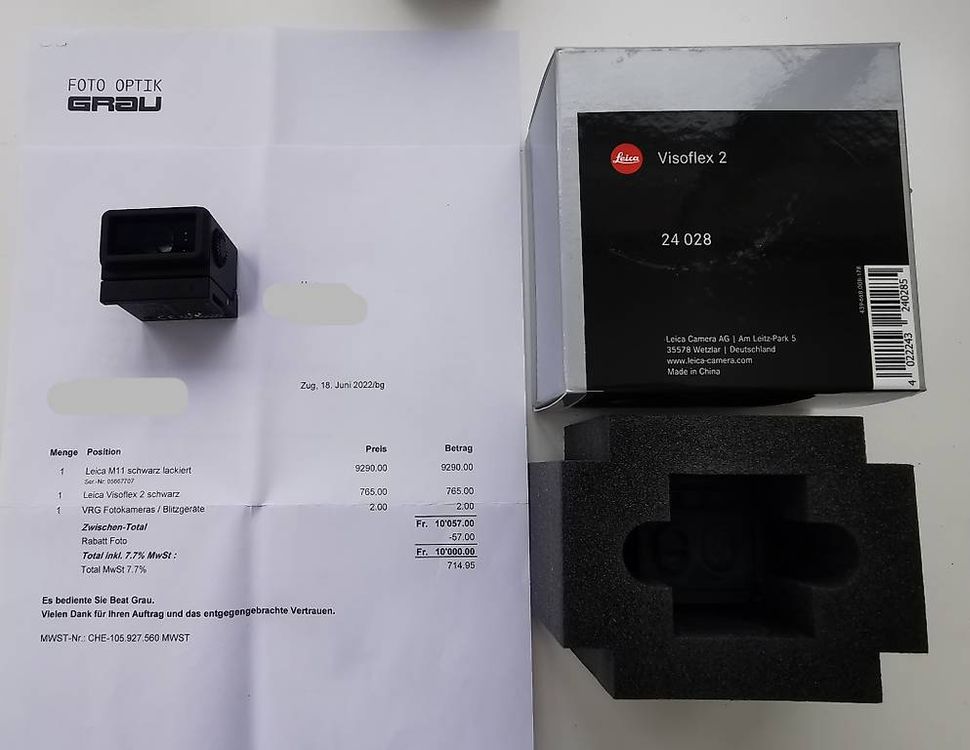 FOTO OPTIK
GRAU
Zug, 18. Juni 2022/bg
Menge Position Preis Betrag
1 Leica M11 schwarz lackiert 9290.00 9290.00
Ser.-Nr. 05667707
1 Leica Visoflex 2 schwarz 765.00 765.00
1 VRG Fotokameras / Blitzgeräte 2.00 2.00
Zwischen-Total Fr. 10'057.00
Rabatt Foto -57.00
Total inkl. 7.7% MwSt : Fr. 10'000.00
Total MwSt 7.7% 714.95
Es bediente Sie Beat Grau.
Vielen Dank für Ihren Auftrag und das entgegengebrachte Vertrauen.
MWST-Nr.: CHE-105.927.560 MWST
Leica Visoflex 2
24 028
Leica Camera AG | Am Leitz-Park 5
35578 Wetzlar | Deutschland
www.leica-camera.com
Made in China
4 022243 240285